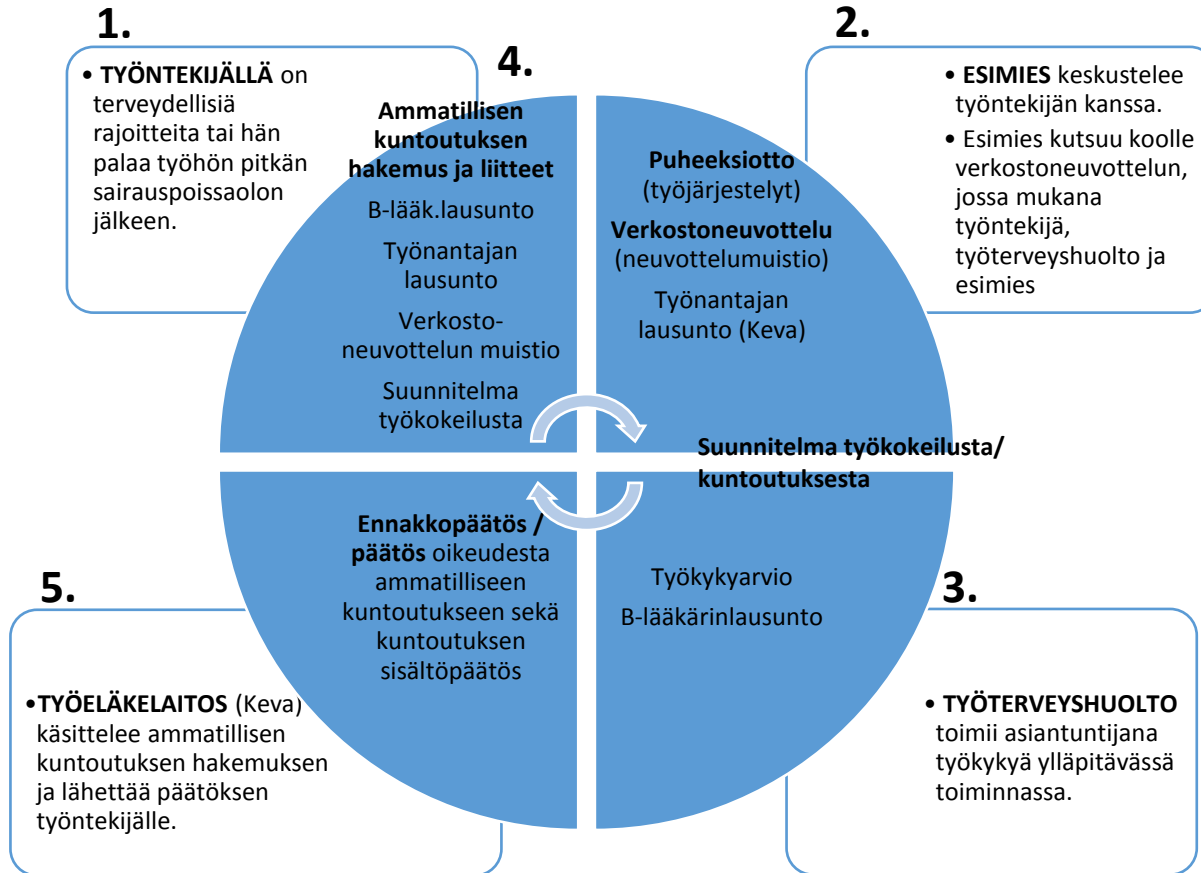 1.
• TYÖNTEKIJÄLLÄ on
terveydellisiä
rajoitteita tai hän
palaa työhön pitkän
sairauspoissaolon
jälkeen.
2.
• ESIMIES keskustelee
työntekijän kanssa.
• Esimies kutsuu koolle
verkostoneuvottelun,
jossa mukana
työntekijä,
työterveyshuolto ja
esimies
4.
Ammatillisen
kuntoutuksen
hakemus ja liitteet
B-lääk.lausunto
Työnantajan
lausunto
Verkosto-
neuvottelun muistio
Suunnitelma
työkokeilusta
Puheeksiotto
(työjärjestelyt)
Verkostoneuvottelu
(neuvottelumuistio)
Työnantajan
lausunto (Keva)
Suunnitelma työkokeilusta/
kuntoutuksesta
Työkykyarvio
B-lääkärinlausunto
3.
• TYÖTERVEYSHUOLTO
toimii asiantuntijana
työkykyä ylläpitävässä
toiminnassa.
Ennakkopäätös /
päätös oikeudesta
ammatilliseen
kuntoutukseen sekä
kuntoutuksen
sisältöpäätös
5.
•TYÖELÄKELAITOS (Keva)
käsittelee ammatillisen
kuntoutuksen hakemuksen
ja lähettää päätöksen
työntekijälle.